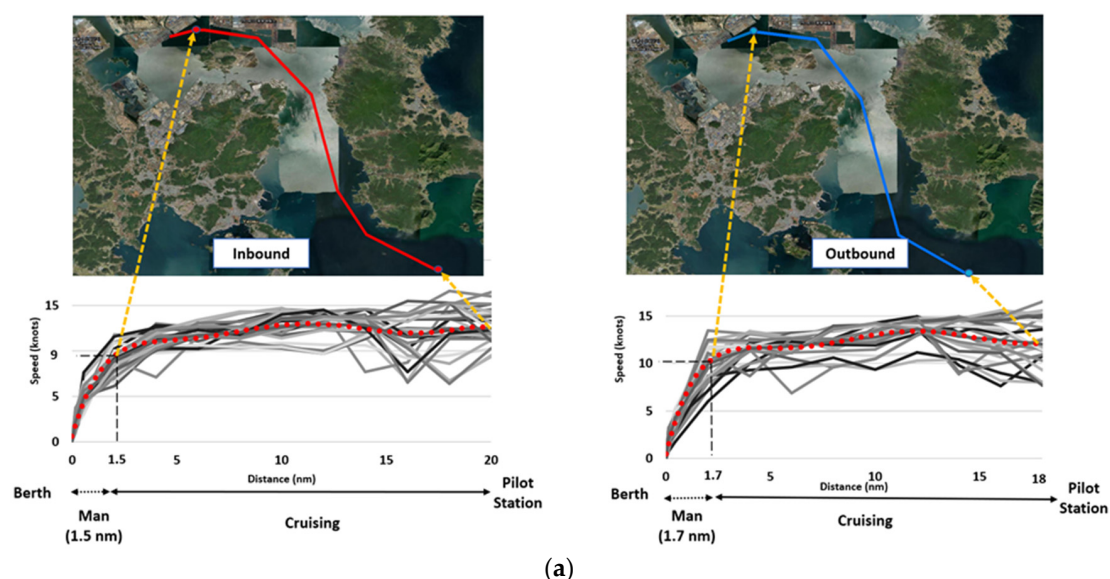 Inbound
Outbound
Speed (knots)
15
9
5
0
0 1.5 5 10 15 20
Distance (nm)
Berth
Man
(1.5 nm)
Cruising
Pilot
Station
Speed (knots)
15
10
5
0
0 1.7 5 10 15 18
Distance (nm)
Berth
Man
(1.7 nm)
Cruising
Pilot
Station
(a)